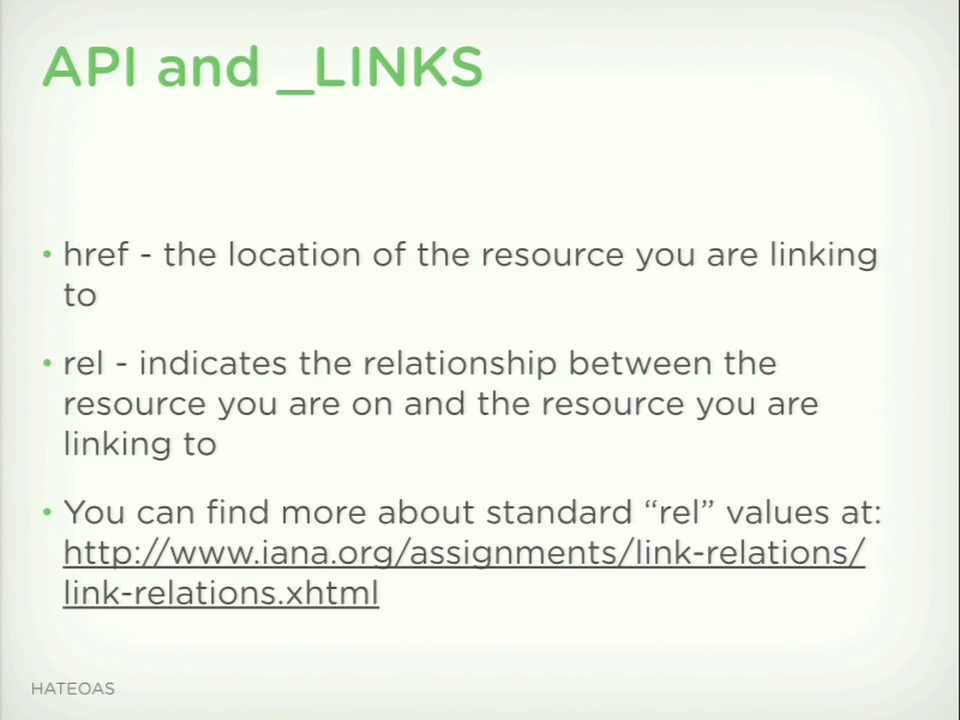 API and _LINKS
• href - the location of the resource you are linking
to
• rel - indicates the relationship between the
resource you are on and the resource you are
linking to
• You can find more about standard “rel” values at:
http://www.iana.org/assignments/link-relations/
link-relations.xhtml
HATEOAS